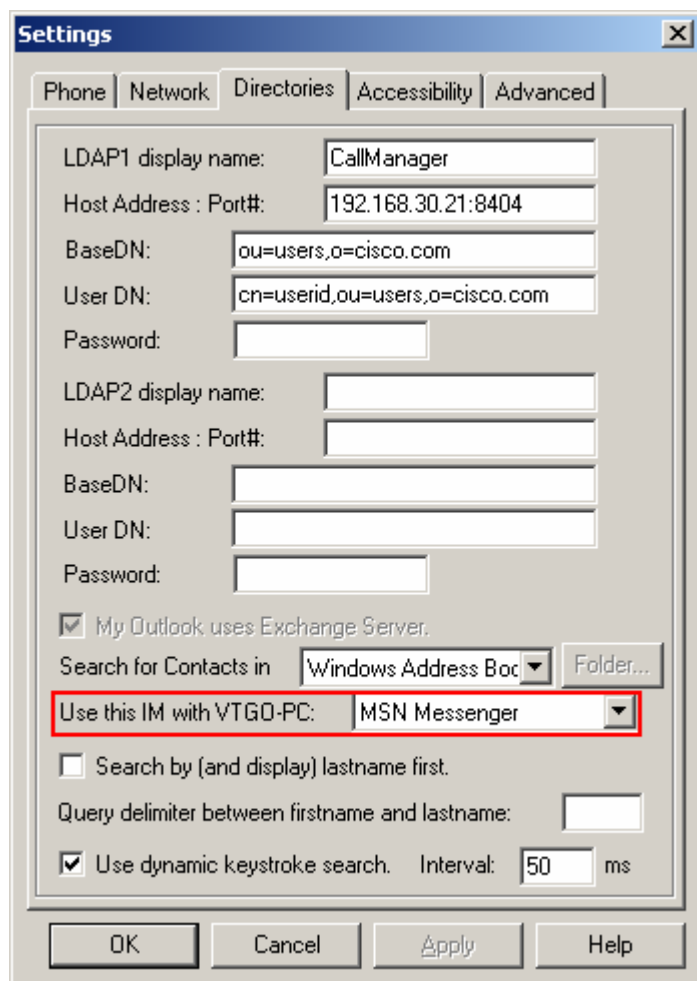 Settings
Phone Network Directories Accessibility Advanced
LDAP1 display name: CallManager
Host Address : Port#: 192.168.30.21:8404
BaseDN: ou=users,o=cisco.com
User DN: cn=userid,ou=users,o=cisco.com
Password:
LDAP2 display name:
Host Address : Port#:
BaseDN:
User DN:
Password:
My Outlook uses Exchange Server.
Search for Contacts in Windows Address Boo Folder...
Use this IM with VTGO-PC: MSN Messenger
Search by (and display) lastname first.
Query delimiter between firstname and lastname:
Use dynamic keystroke search. Interval: 50 ms
OK Cancel Apply Help